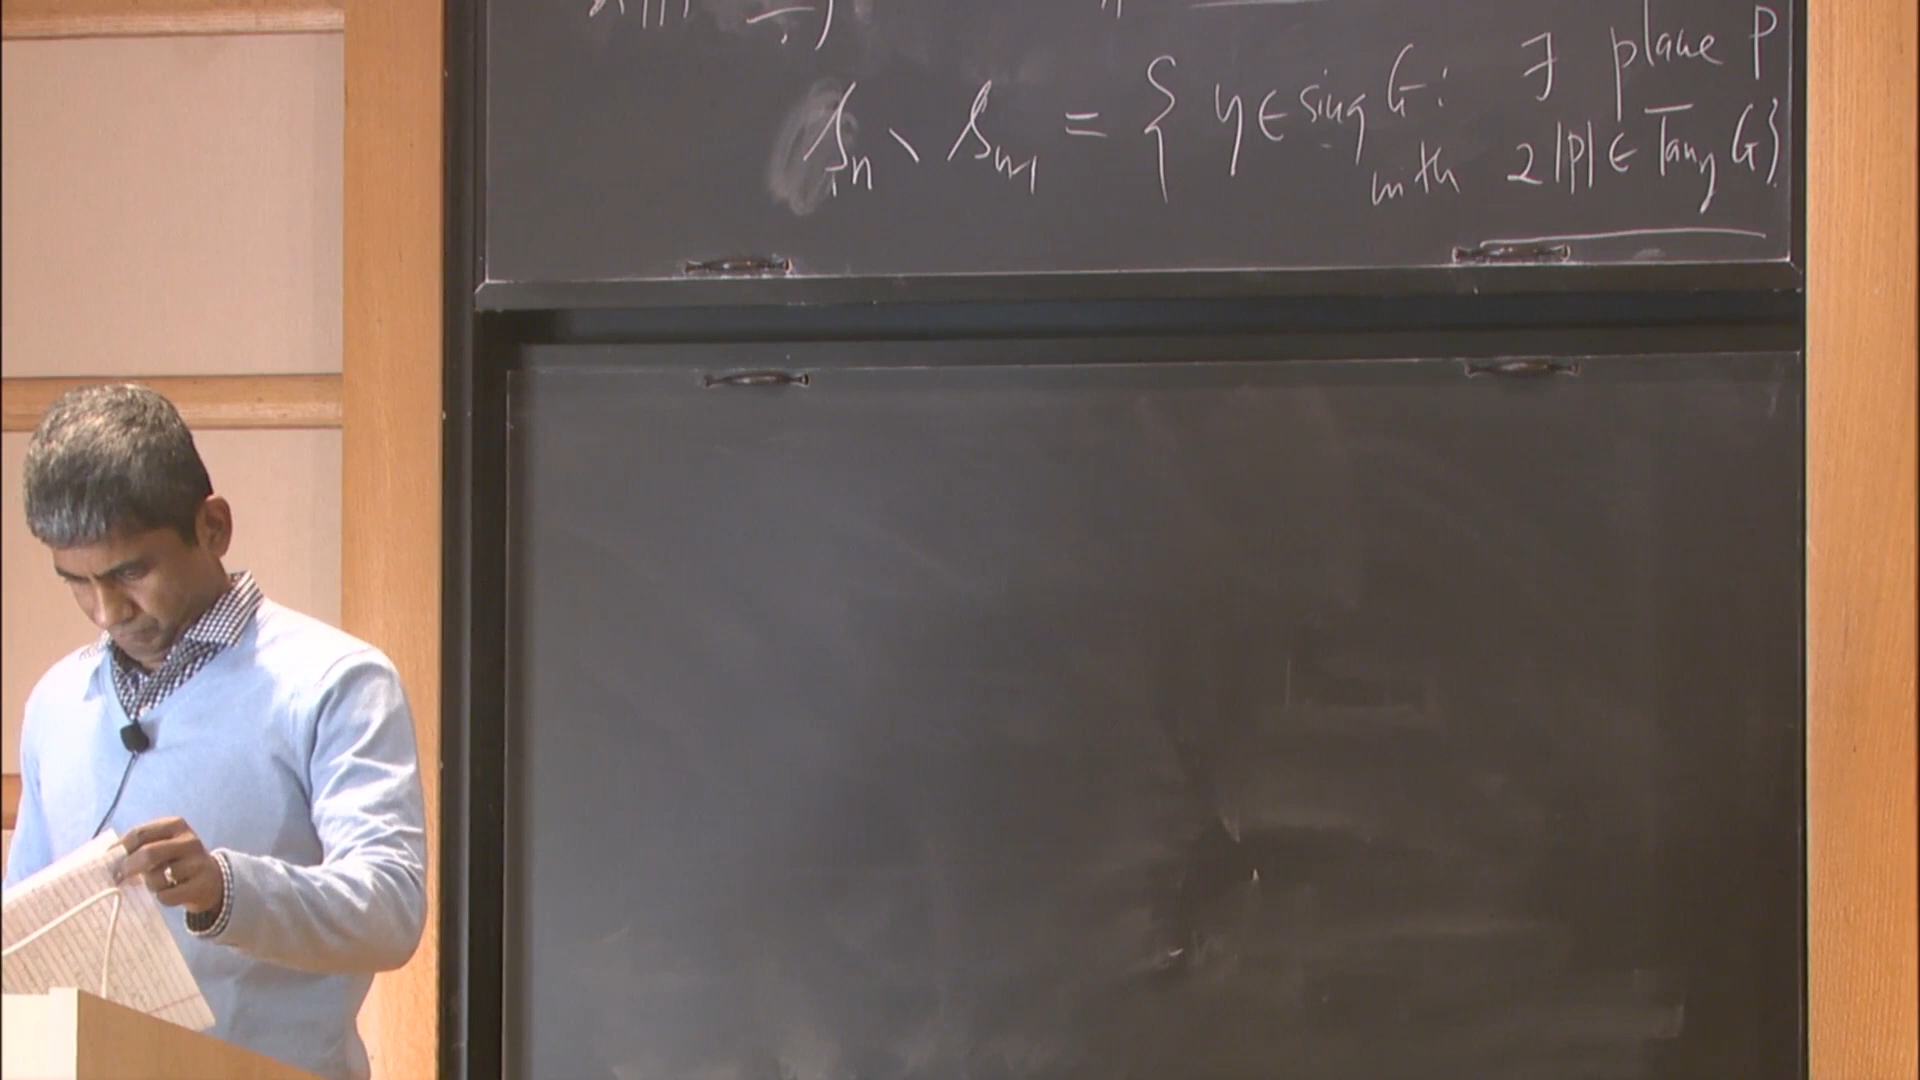 S_n \ S_{n-1} = { y ∈ sing G : ∃ plane P
with 2|P| ∈ Tan_y G }